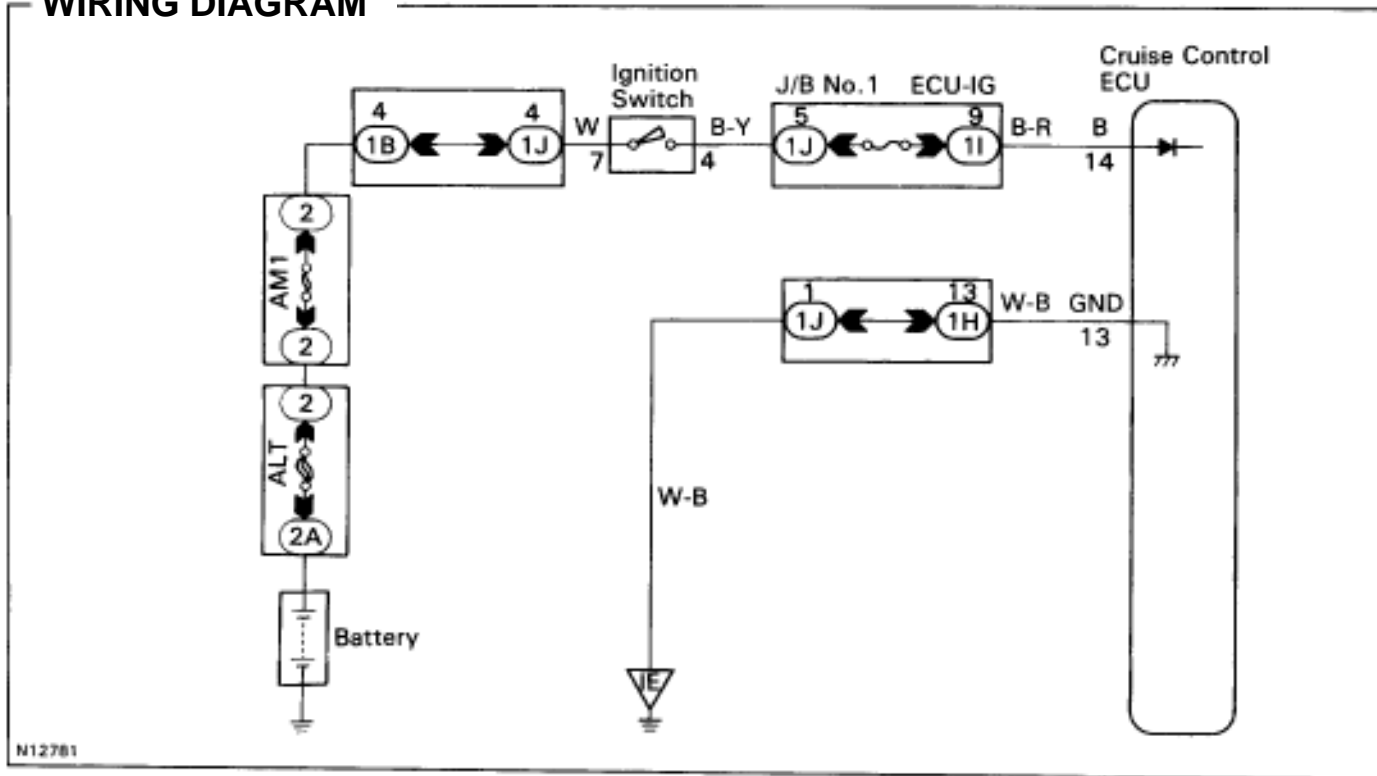 WIRING DIAGRAM
Cruise Control
ECU
Ignition
Switch
J/B No.1 ECU-IG
4 4
1B 1J
W
7
B-Y
4
5 9
1J 1I
B-R
B
14
2
AM1
2
2
ALT
2A
Battery
1 13
1J 1H
W-B
GND
13
W-B
IE
N12781